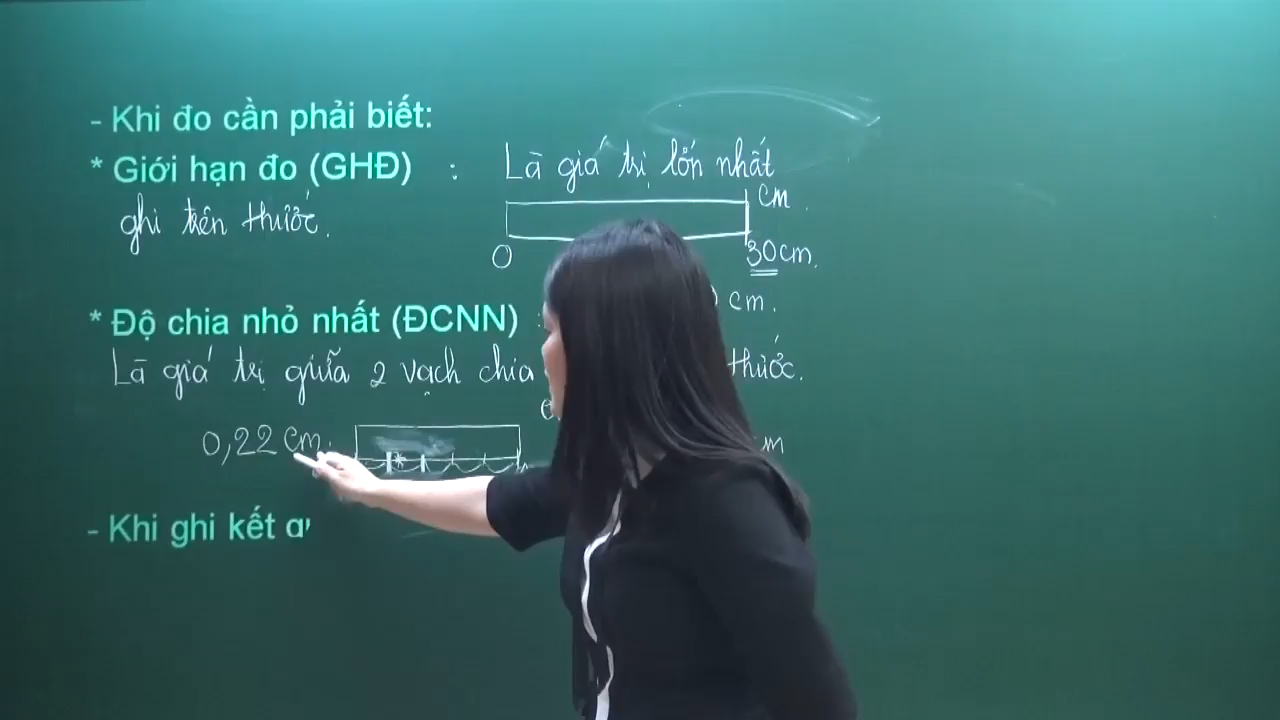 - Khi đo cần phải biết:
* Giới hạn đo (GHĐ) : Là giá trị lớn nhất
ghi trên thước.
cm.
0
30cm.
cm.
* Độ chia nhỏ nhất (ĐCNN) :
Là giá trị giữa 2 vạch chia
thước.
0,22 cm.
m
- Khi ghi kết